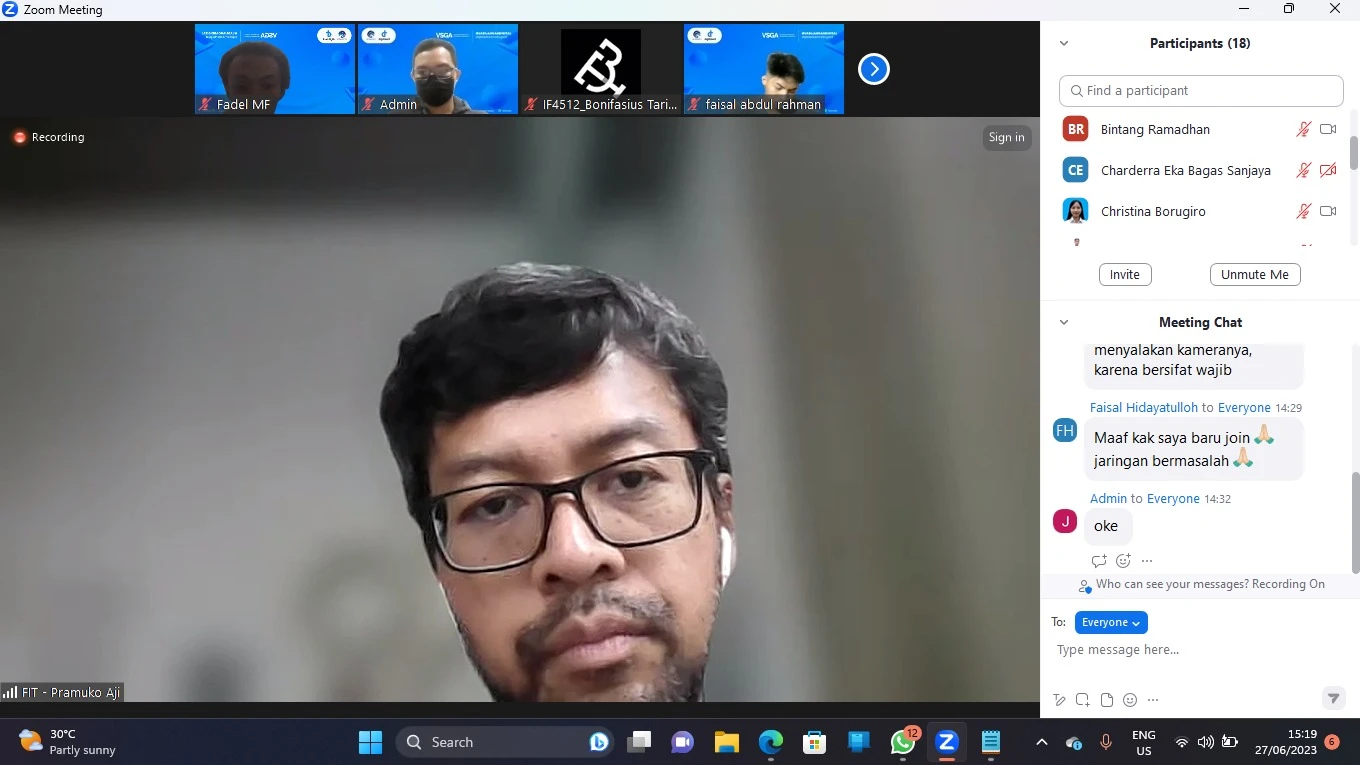 Zoom Meeting
VSGA
VSGA
Fadel MF
Admin
IF4512_Bonifasius Tari...
faisal abdul rahman
Recording
Sign in
FIT - Pramuko Aji
Participants (18)
Find a participant
BR Bintang Ramadhan
CE Charderra Eka Bagas Sanjaya
Christina Borugiro
Invite
Unmute Me
Meeting Chat
menyalakan kameranya,
karena bersifat wajib
Faisal Hidayatulloh to Everyone 14:29
FH
Maaf kak saya baru join 🙏🏻
jaringan bermasalah 🙏🏻
Admin to Everyone 14:32
J
oke
...
Who can see your messages? Recording On
To: Everyone
Type message here...
...
30°C
Partly sunny
Search
12
ENG
US
15:19
27/06/2023
6